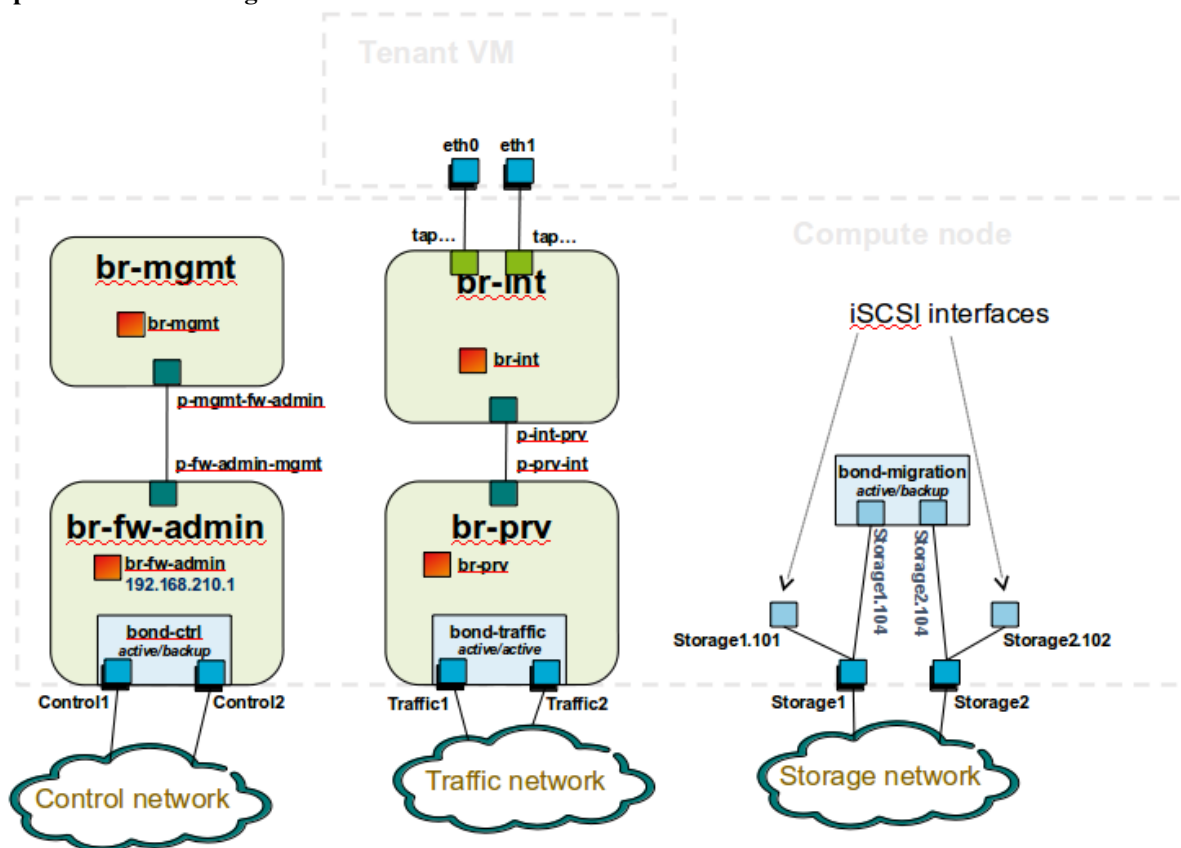 Tenant VM
eth0
eth1
tap...
tap...
Compute node
br-mgmt
br-mgmt
p-mgmt-fw-admin
br-int
br-int
p-int-prv
iSCSI interfaces
p-fw-admin-mgmt
br-fw-admin
br-fw-admin
192.168.210.1
bond-ctrl
active/backup
Control1
Control2
Control network
p-prv-int
br-prv
br-prv
bond-traffic
active/active
Traffic1
Traffic2
Traffic network
bond-migration
active/backup
Storage1.104
Storage2.104
Storage1.101
Storage2.102
Storage1
Storage2
Storage network